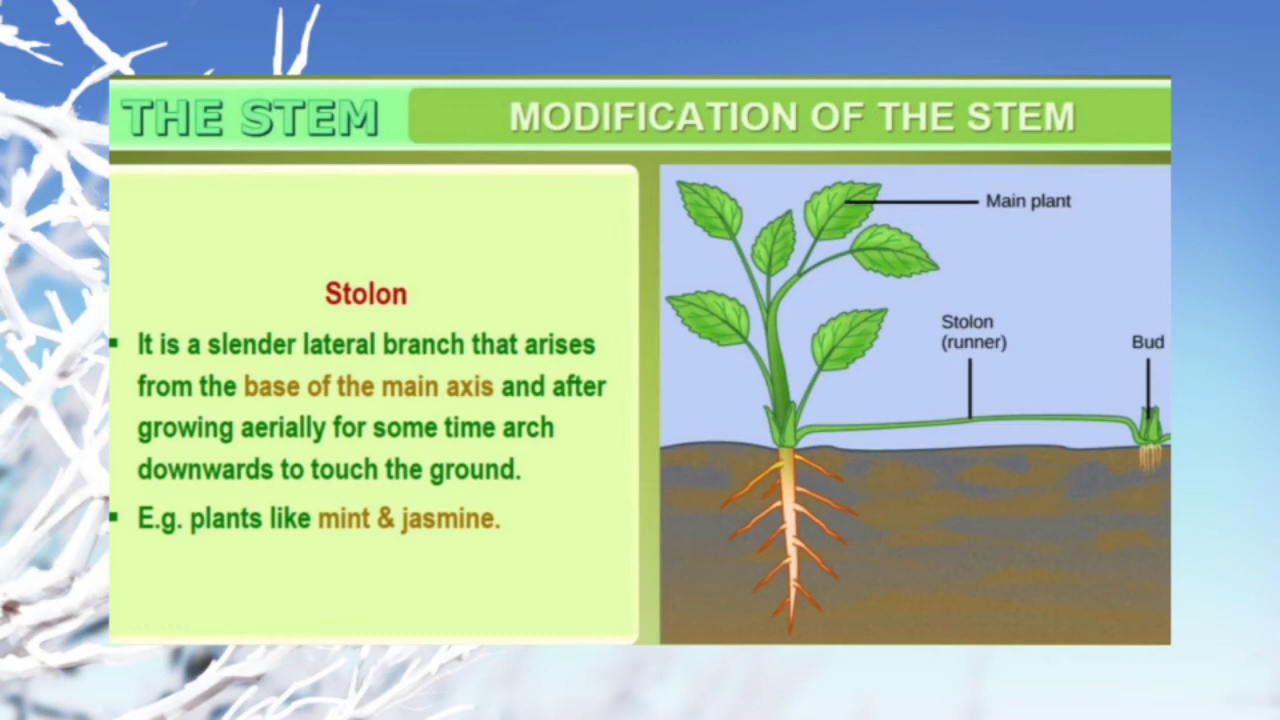 THE STEM
MODIFICATION OF THE STEM
Stolon
▪ It is a slender lateral branch that arises
from the base of the main axis and after
growing aerially for some time arch
downwards to touch the ground.
▪ E.g. plants like mint & jasmine.
Main plant
Stolon
(runner)
Bud